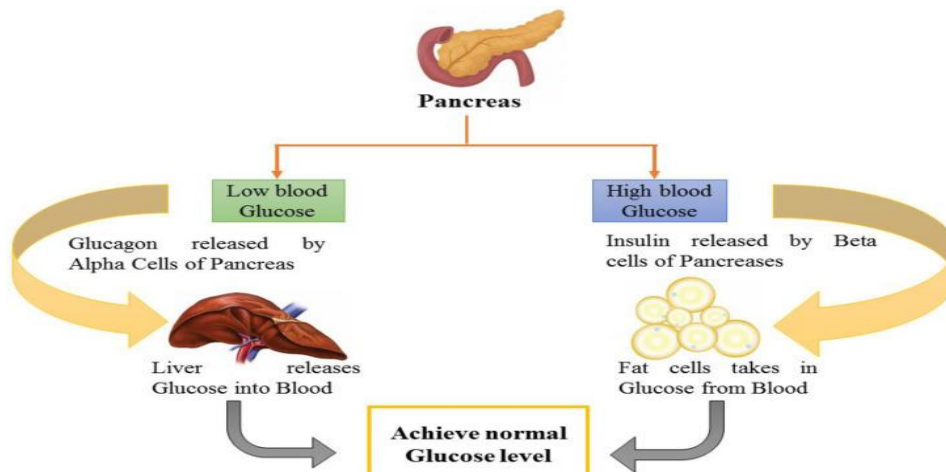 Pancreas
Low blood
Glucose
High blood
Glucose
Glucagon released by
Alpha Cells of Pancreas
Insulin released by Beta
cells of Pancreases
Liver releases
Glucose into Blood
Fat cells takes in
Glucose from Blood
Achieve normal
Glucose level